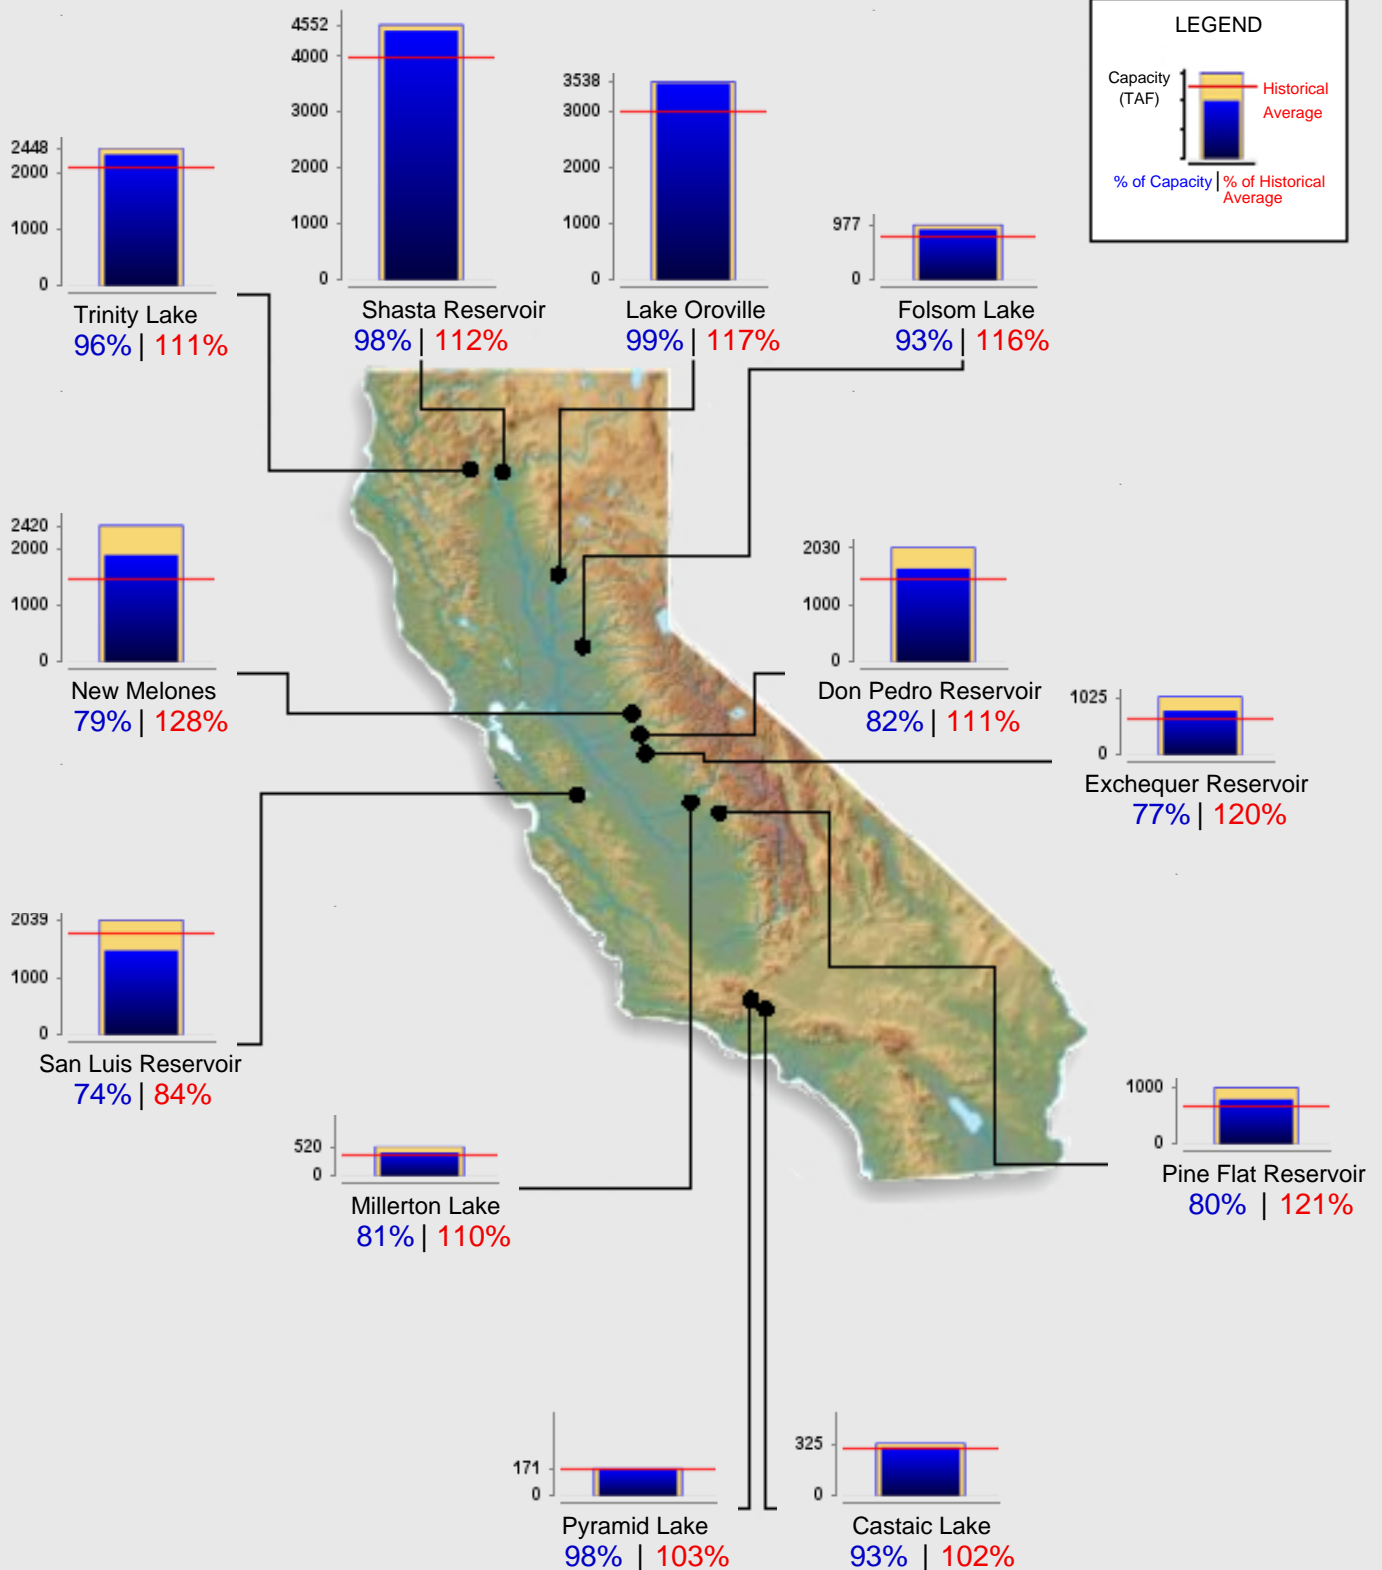 4552
4000
3000
2000
1000
0
Shasta Reservoir
98% | 112%
3538
3000
2000
1000
0
Lake Oroville
99% | 117%
LEGEND
Capacity
(TAF)
Historical
Average
% of Capacity | % of Historical
Average
2448
2000
1000
0
Trinity Lake
96% | 111%
977
0
Folsom Lake
93% | 116%
2420
2000
1000
0
New Melones
79% | 128%
2030
1000
0
Don Pedro Reservoir
82% | 111%
1025
0
Exchequer Reservoir
77% | 120%
2039
1000
0
San Luis Reservoir
74% | 84%
520
0
Millerton Lake
81% | 110%
1000
0
Pine Flat Reservoir
80% | 121%
171
0
Pyramid Lake
98% | 103%
325
0
Castaic Lake
93% | 102%